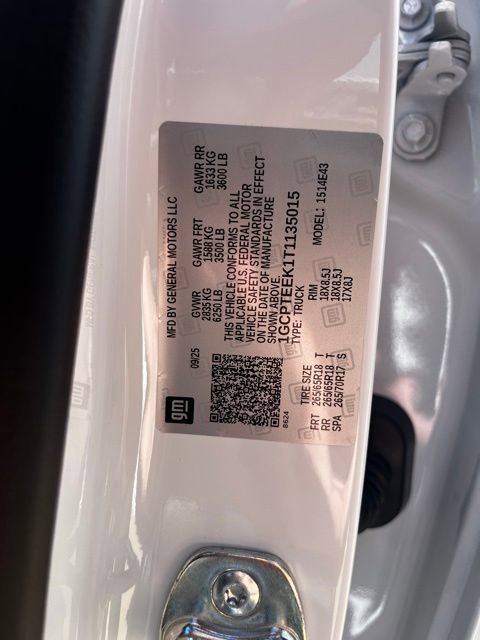 MFD BY GENERAL MOTORS LLC
09/25 GVWR GAWR FRT GAWR RR
2835 KG 1588 KG 1633 KG
6250 LB 3500 LB 3600 LB
THIS VEHICLE CONFORMS TO ALL
APPLICABLE U.S. FEDERAL MOTOR
VEHICLE SAFETY STANDARDS IN EFFECT
ON THE DATE OF MANUFACTURE
SHOWN ABOVE.
1GCPTEEK1T1135015
TYPE: TRUCK MODEL: 1514E43
gm
8624
TIRE SIZE RIM
FRT 265/65R18 T 18X8.5J
RR 265/65R18 T 18X8.5J
SPA 265/70R17 S 17X8J